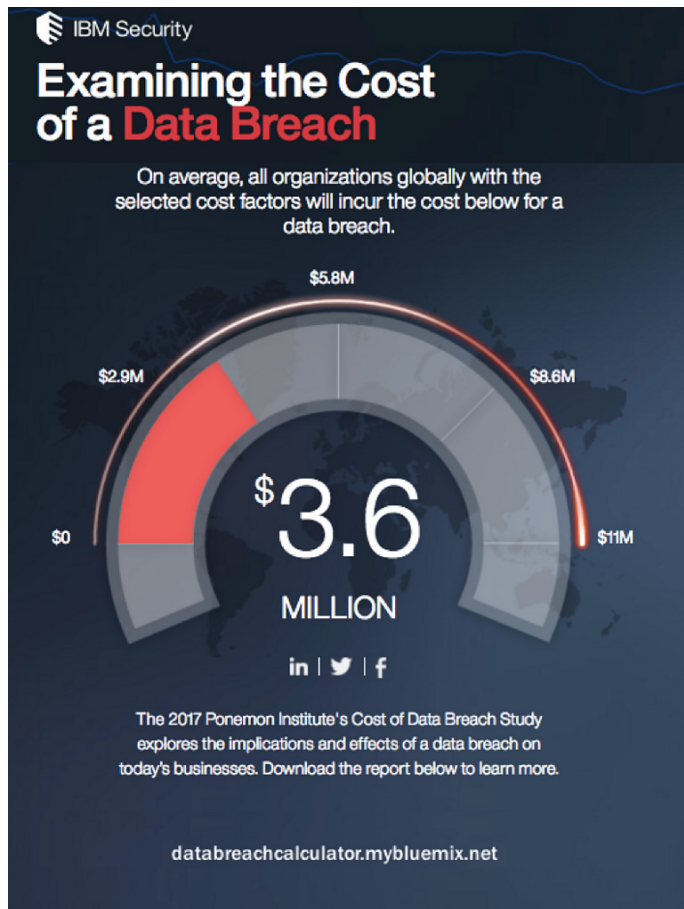 IBM Security
Examining the Cost
of a Data Breach
On average, all organizations globally with the
selected cost factors will incur the cost below for a
data breach.
$5.8M
$2.9M
$8.6M
$0
$11M
$3.6
MILLION
in | | f
The 2017 Ponemon Institute's Cost of Data Breach Study
explores the implications and effects of a data breach on
today's businesses. Download the report below to learn more.
databreachcalculator.mybluemix.net